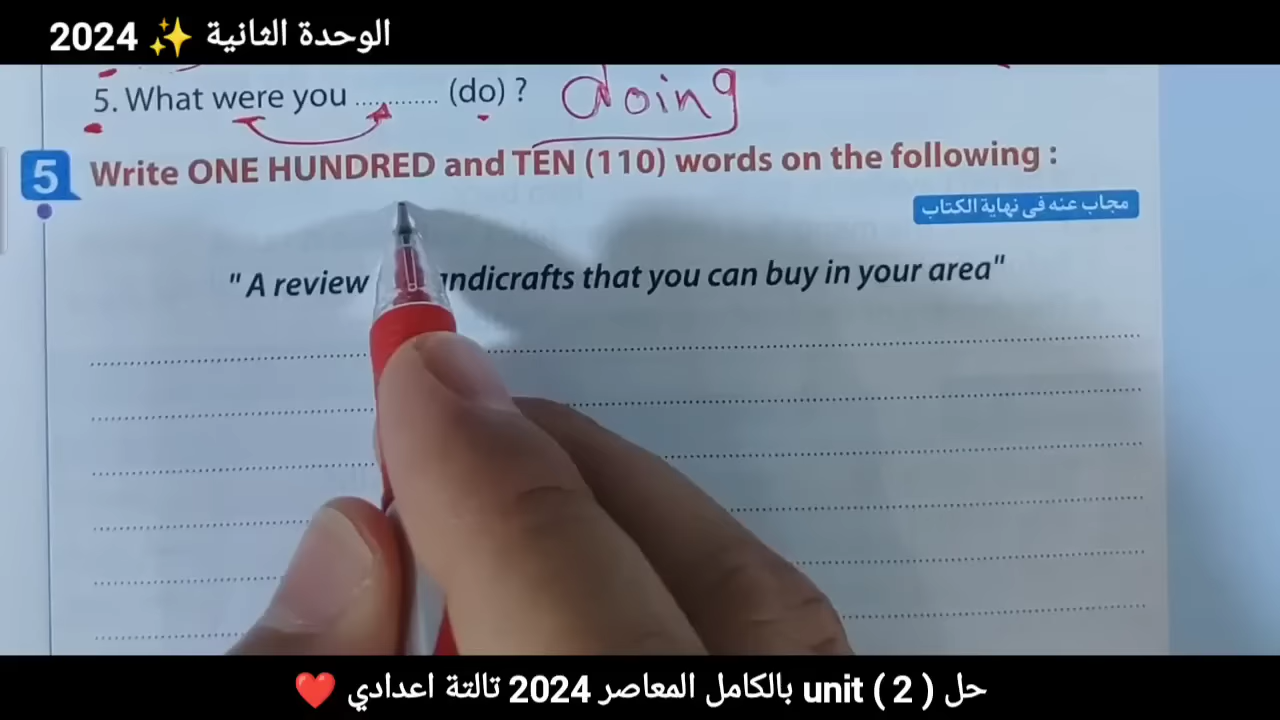 الوحدة الثانية ✨ 2024
5. What were you ............ (do) ? doing
5 Write ONE HUNDRED and TEN (110) words on the following :
مجاب عنه فى نهاية الكتاب
"A review andicrafts that you can buy in your area"
حل ( 2 ) unit بالكامل المعاصر 2024 تالتة اعدادي ❤️